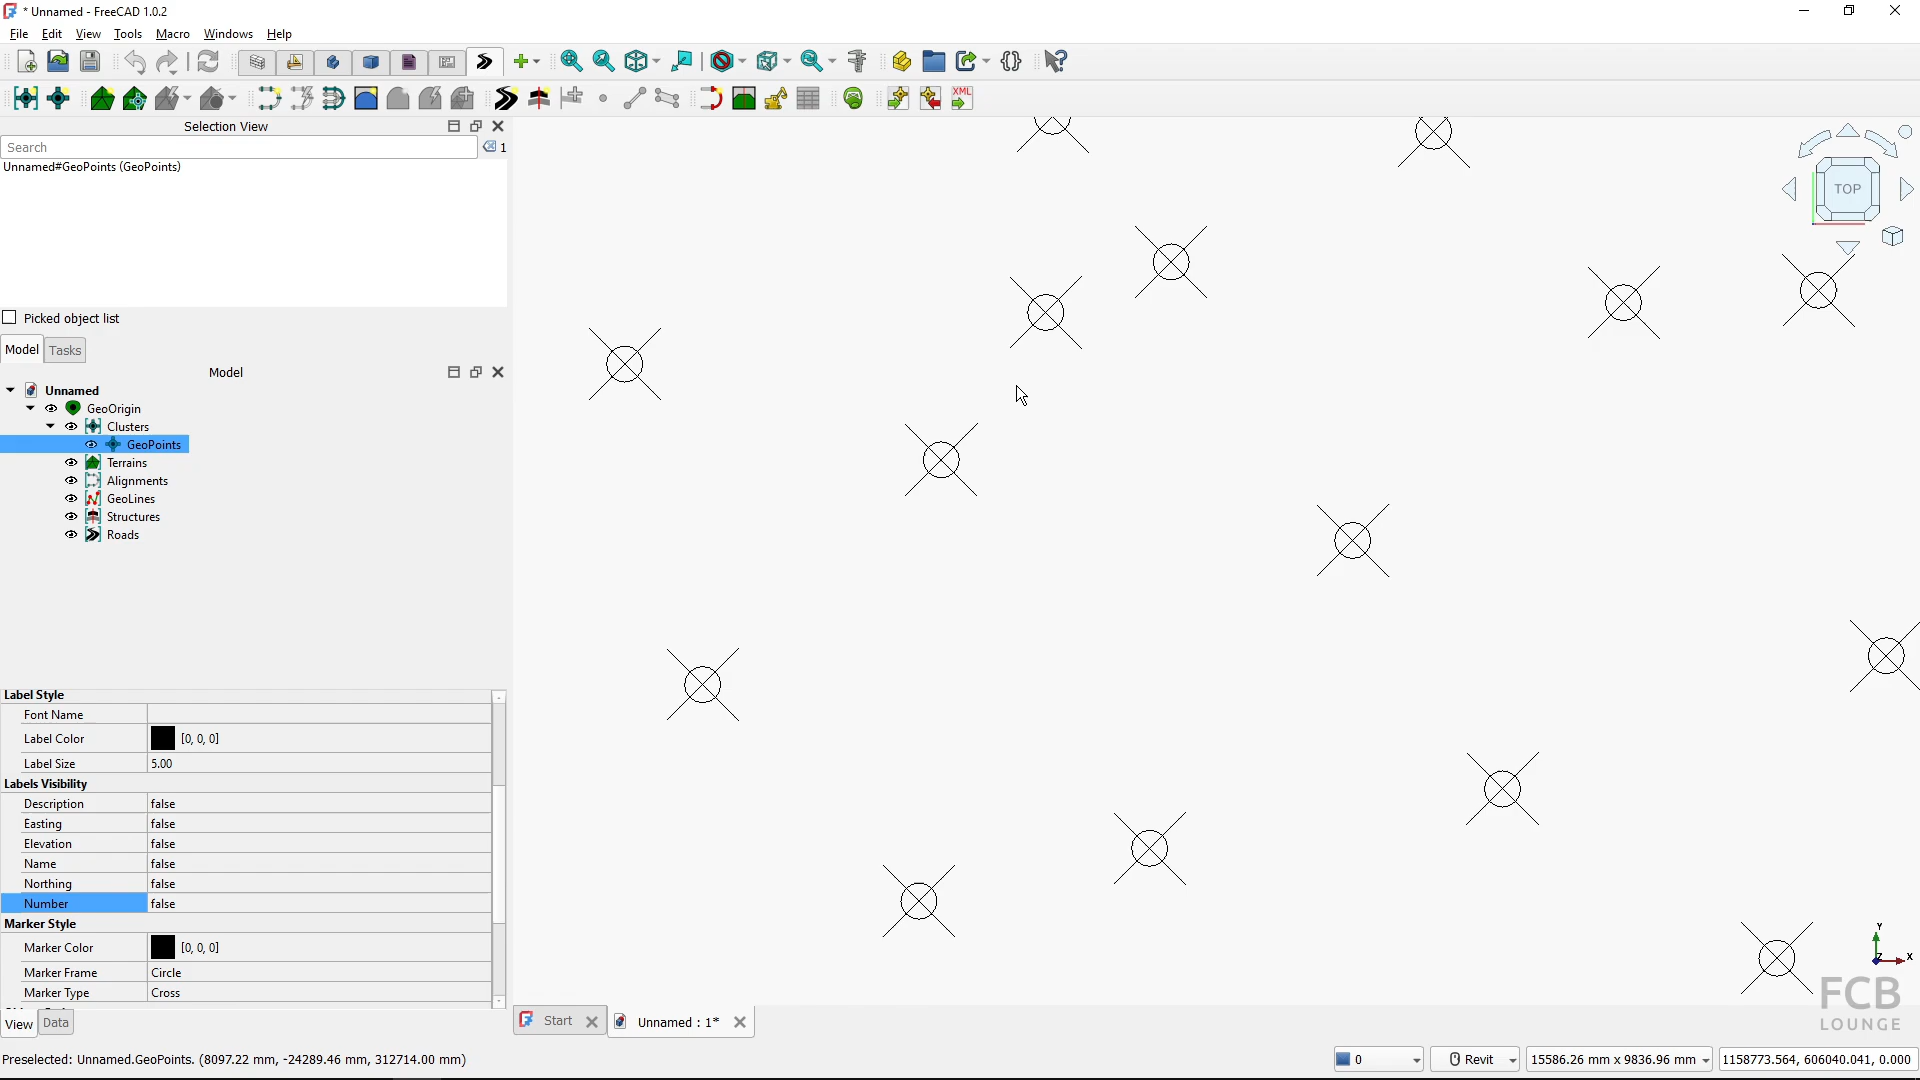 * Unnamed - FreeCAD 1.0.2
File Edit View Tools Macro Windows Help
XML
Selection View
Search
1
Unnamed#GeoPoints (GeoPoints)
Picked object list
Model Tasks
Model
Unnamed
GeoOrigin
Clusters
GeoPoints
Terrains
Alignments
GeoLines
Structures
Roads
Label Style
Font Name
Label Color [0, 0, 0]
Label Size 5.00
Labels Visibility
Description false
Easting false
Elevation false
Name false
Northing false
Number false
Marker Style
Marker Color [0, 0, 0]
Marker Frame Circle
Marker Type Cross
View Data
TOP
Y
Z X
FCB
LOUNGE
Start Unnamed : 1*
Preselected: Unnamed.GeoPoints. (8097.22 mm, -24289.46 mm, 312714.00 mm)
0 Revit 15586.26 mm x 9836.96 mm 1158773.564, 606040.041, 0.000